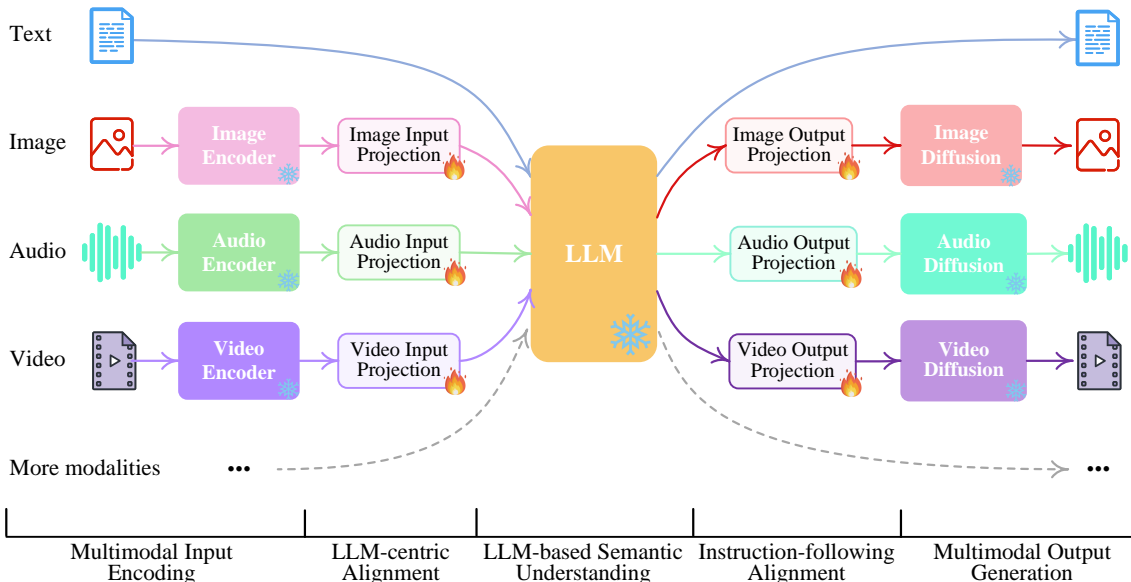 Text
Image
Image
Encoder
Image Input
Projection
Image Output
Projection
Image
Diffusion
Audio
Audio
Encoder
Audio Input
Projection
LLM
Audio Output
Projection
Audio
Diffusion
Video
Video
Encoder
Video Input
Projection
Video Output
Projection
Video
Diffusion
More modalities
...
...
Multimodal Input
Encoding
LLM-centric
Alignment
LLM-based Semantic
Understanding
Instruction-following
Alignment
Multimodal Output
Generation